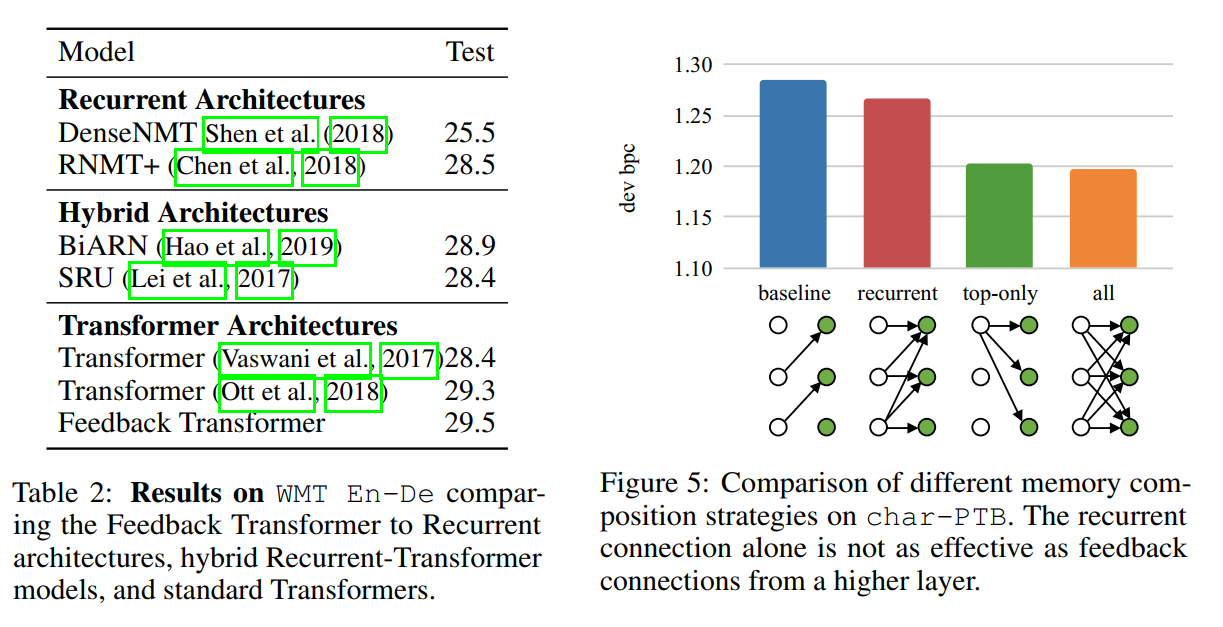 Model Test
Recurrent Architectures
DenseNMT Shen et al. (2018) 25.5
RNMT+ (Chen et al., 2018) 28.5
Hybrid Architectures
BiARN (Hao et al., 2019) 28.9
SRU (Lei et al., 2017) 28.4
Transformer Architectures
Transformer (Vaswani et al., 2017) 28.4
Transformer (Ott et al., 2018) 29.3
Feedback Transformer 29.5
Table 2: Results on WMT En-De compar-
ing the Feedback Transformer to Recurrent
architectures, hybrid Recurrent-Transformer
models, and standard Transformers.
dev bpc
1.30
1.25
1.20
1.15
1.10
baseline recurrent top-only all
Figure 5: Comparison of different memory com-
position strategies on char-PTB. The recurrent
connection alone is not as effective as feedback
connections from a higher layer.